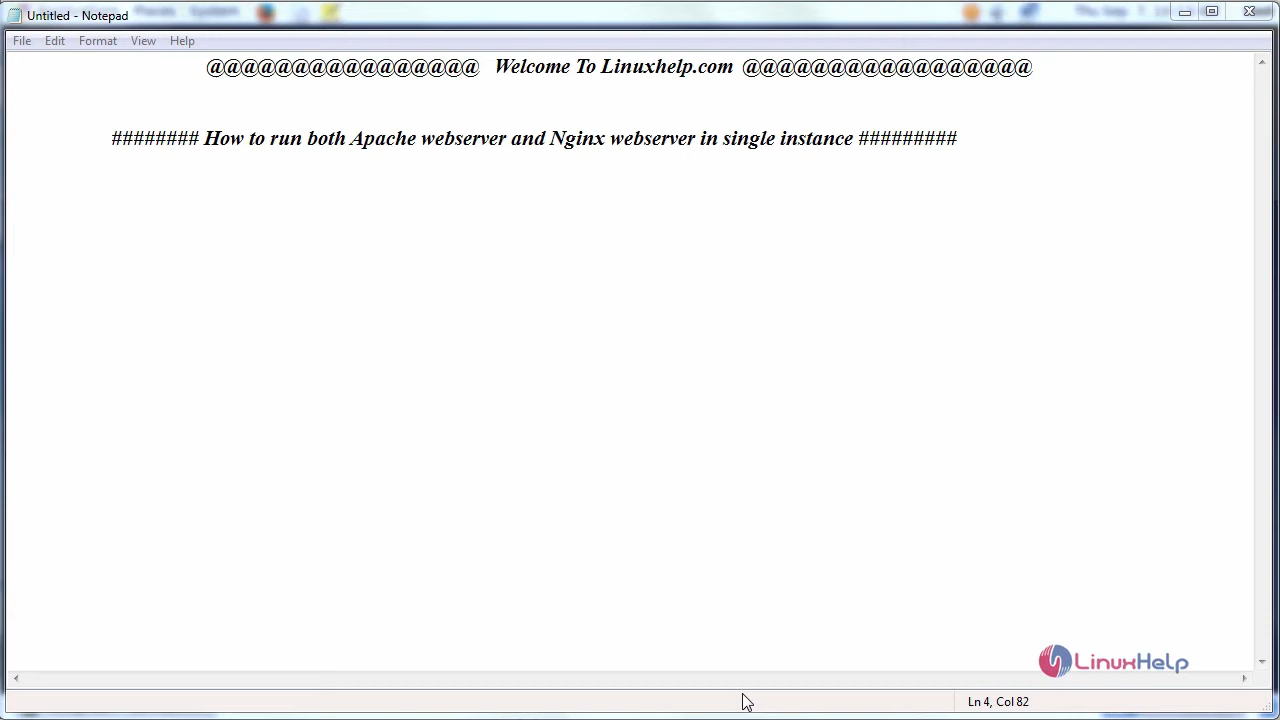 Untitled - Notepad
File Edit Format View Help
@@@@@@@@@@@@@@@@ Welcome To Linuxhelp.com @@@@@@@@@@@@@@@@@
######## How to run both Apache webserver and Nginx webserver in single instance #########
LinuxHelp
Ln 4, Col 82